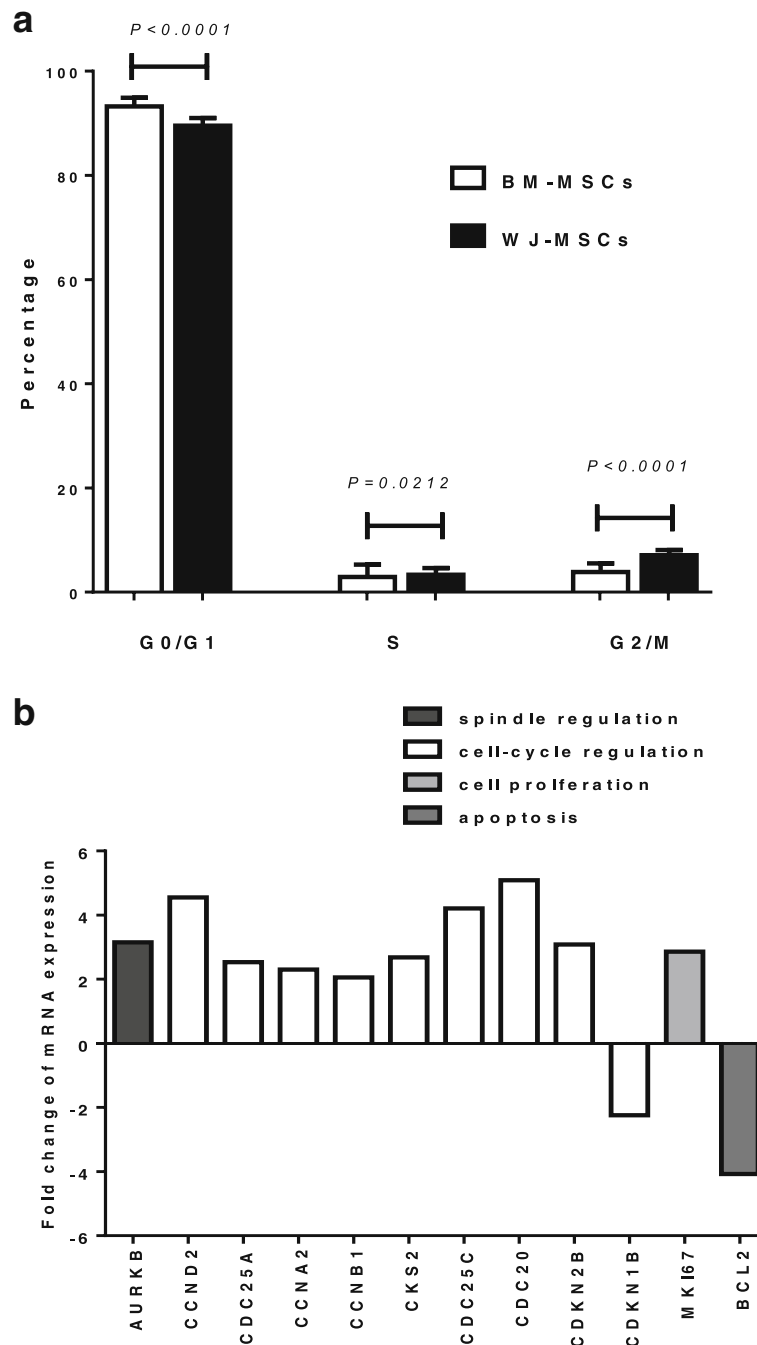 a
P<0.0001
100
80
60
40
20
0
Percentage
BM-MSCs
WJ-MSCs
P=0.0212
P<0.0001
G0/G1 S G2/M
b
spindle regulation
cell-cycle regulation
cell prolferation
apoptosis
6
4
2
0
-2
-4
-6
Fold change of mRNA expression
AURKB
CCND2
CDC25A
CCNA2
CCNB1
CKS2
CDC25C
CDC20
CDKN2B
CDKN1B
MKI67
BCL2